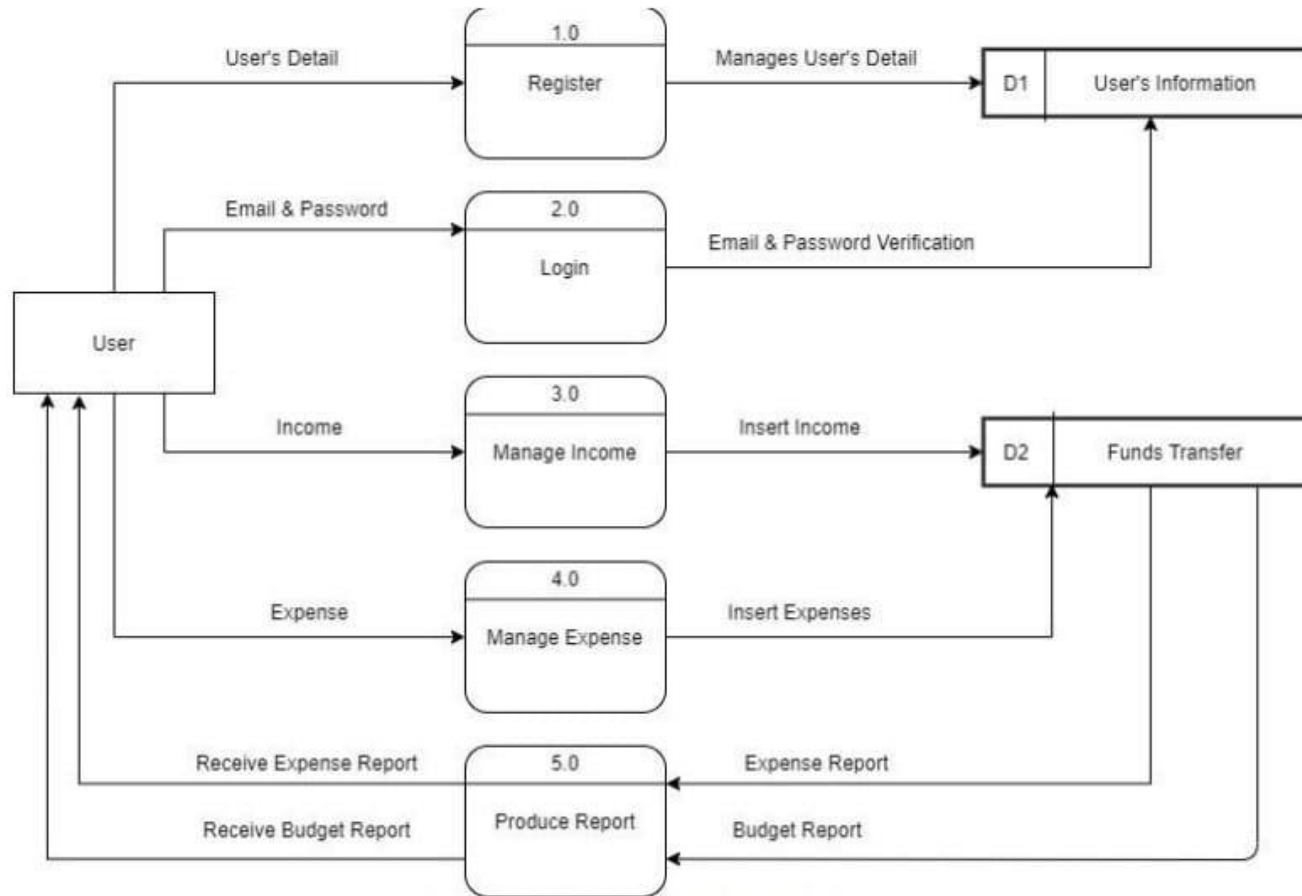 1.0
User's Detail
Manages User's Detail
Register
D1
User's Information
Email & Password
2.0
Email & Password Verification
Login
User
3.0
Income
Insert Income
Manage Income
D2
Funds Transfer
4.0
Expense
Insert Expenses
Manage Expense
Receive Expense Report
5.0
Expense Report
Produce Report
Receive Budget Report
Budget Report